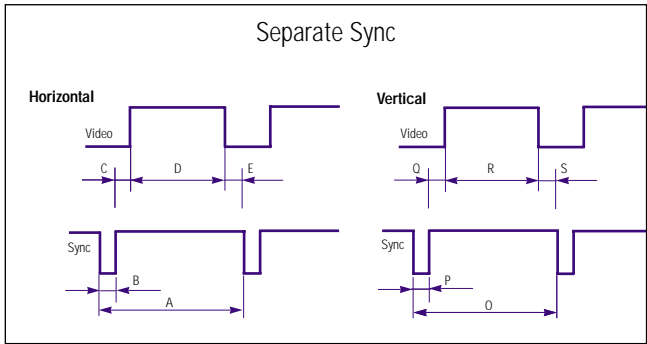 Separate Sync
Horizontal
Vertical
Video
Video
C
D
E
Q
R
S
Sync
Sync
B
P
A
O